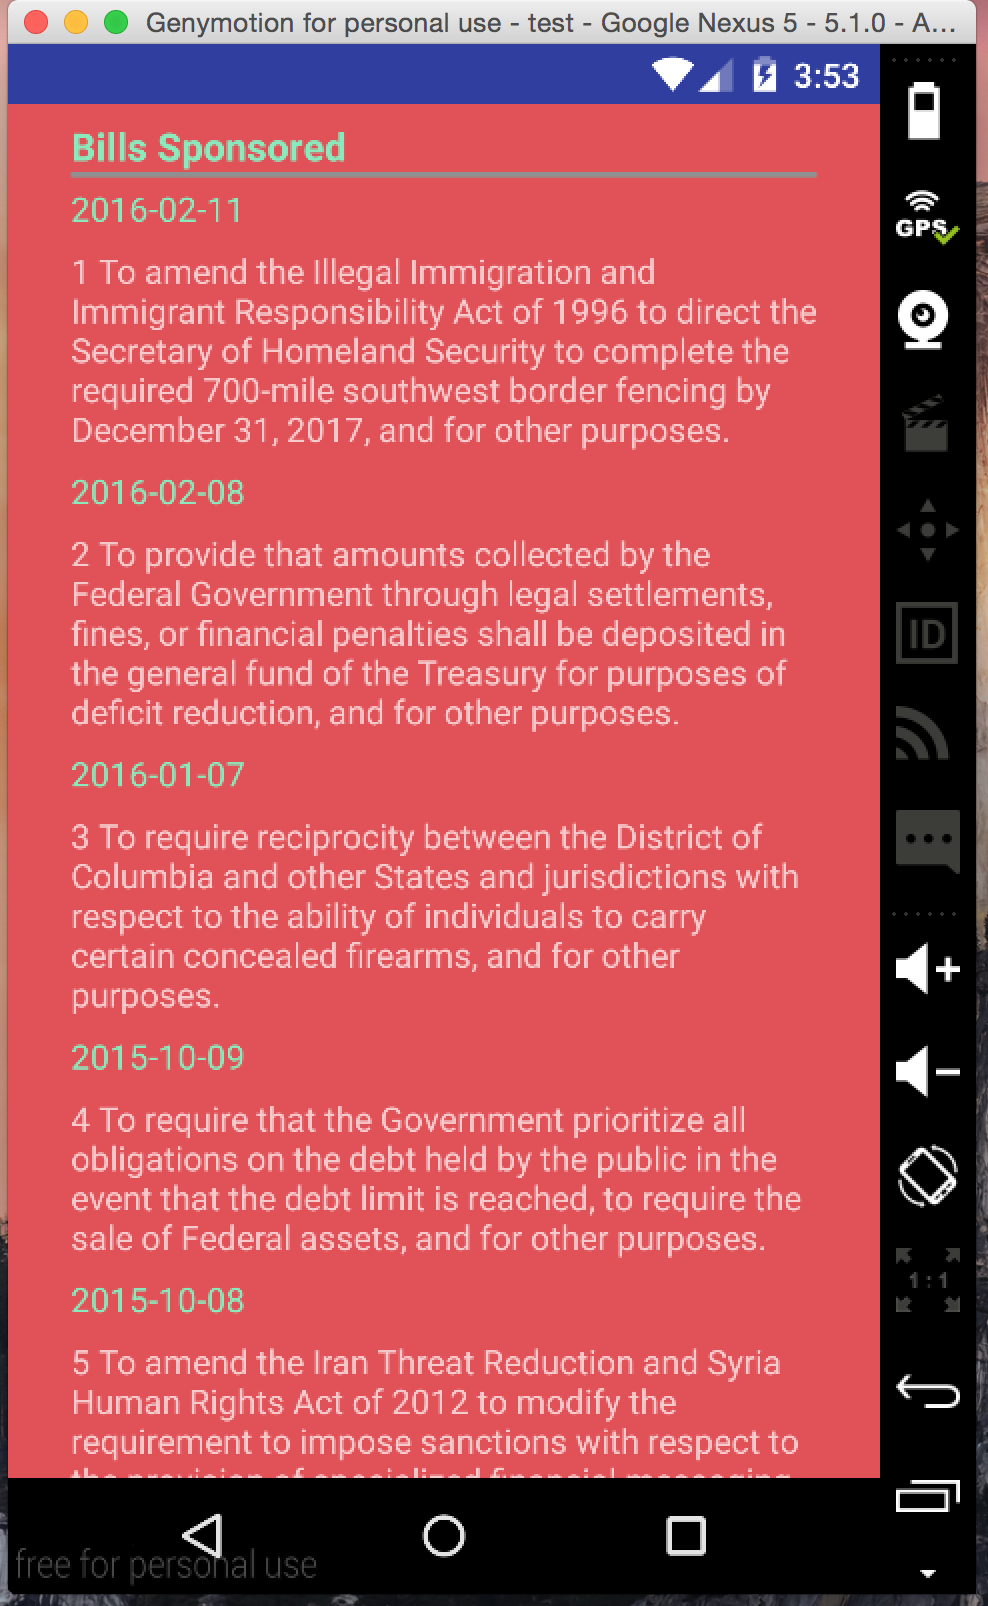 Genymotion for personal use - test - Google Nexus 5 - 5.1.0 - A...
3:53
Bills Sponsored
2016-02-11
1 To amend the Illegal Immigration and
Immigrant Responsibility Act of 1996 to direct the
Secretary of Homeland Security to complete the
required 700-mile southwest border fencing by
December 31, 2017, and for other purposes.
2016-02-08
2 To provide that amounts collected by the
Federal Government through legal settlements,
fines, or financial penalties shall be deposited in
the general fund of the Treasury for purposes of
deficit reduction, and for other purposes.
2016-01-07
3 To require reciprocity between the District of
Columbia and other States and jurisdictions with
respect to the ability of individuals to carry
certain concealed firearms, and for other
purposes.
2015-10-09
4 To require that the Government prioritize all
obligations on the debt held by the public in the
event that the debt limit is reached, to require the
sale of Federal assets, and for other purposes.
2015-10-08
5 To amend the Iran Threat Reduction and Syria
Human Rights Act of 2012 to modify the
requirement to impose sanctions with respect to
the provision of specialized financial messaging
free for personal use
GPS
ID
1:1